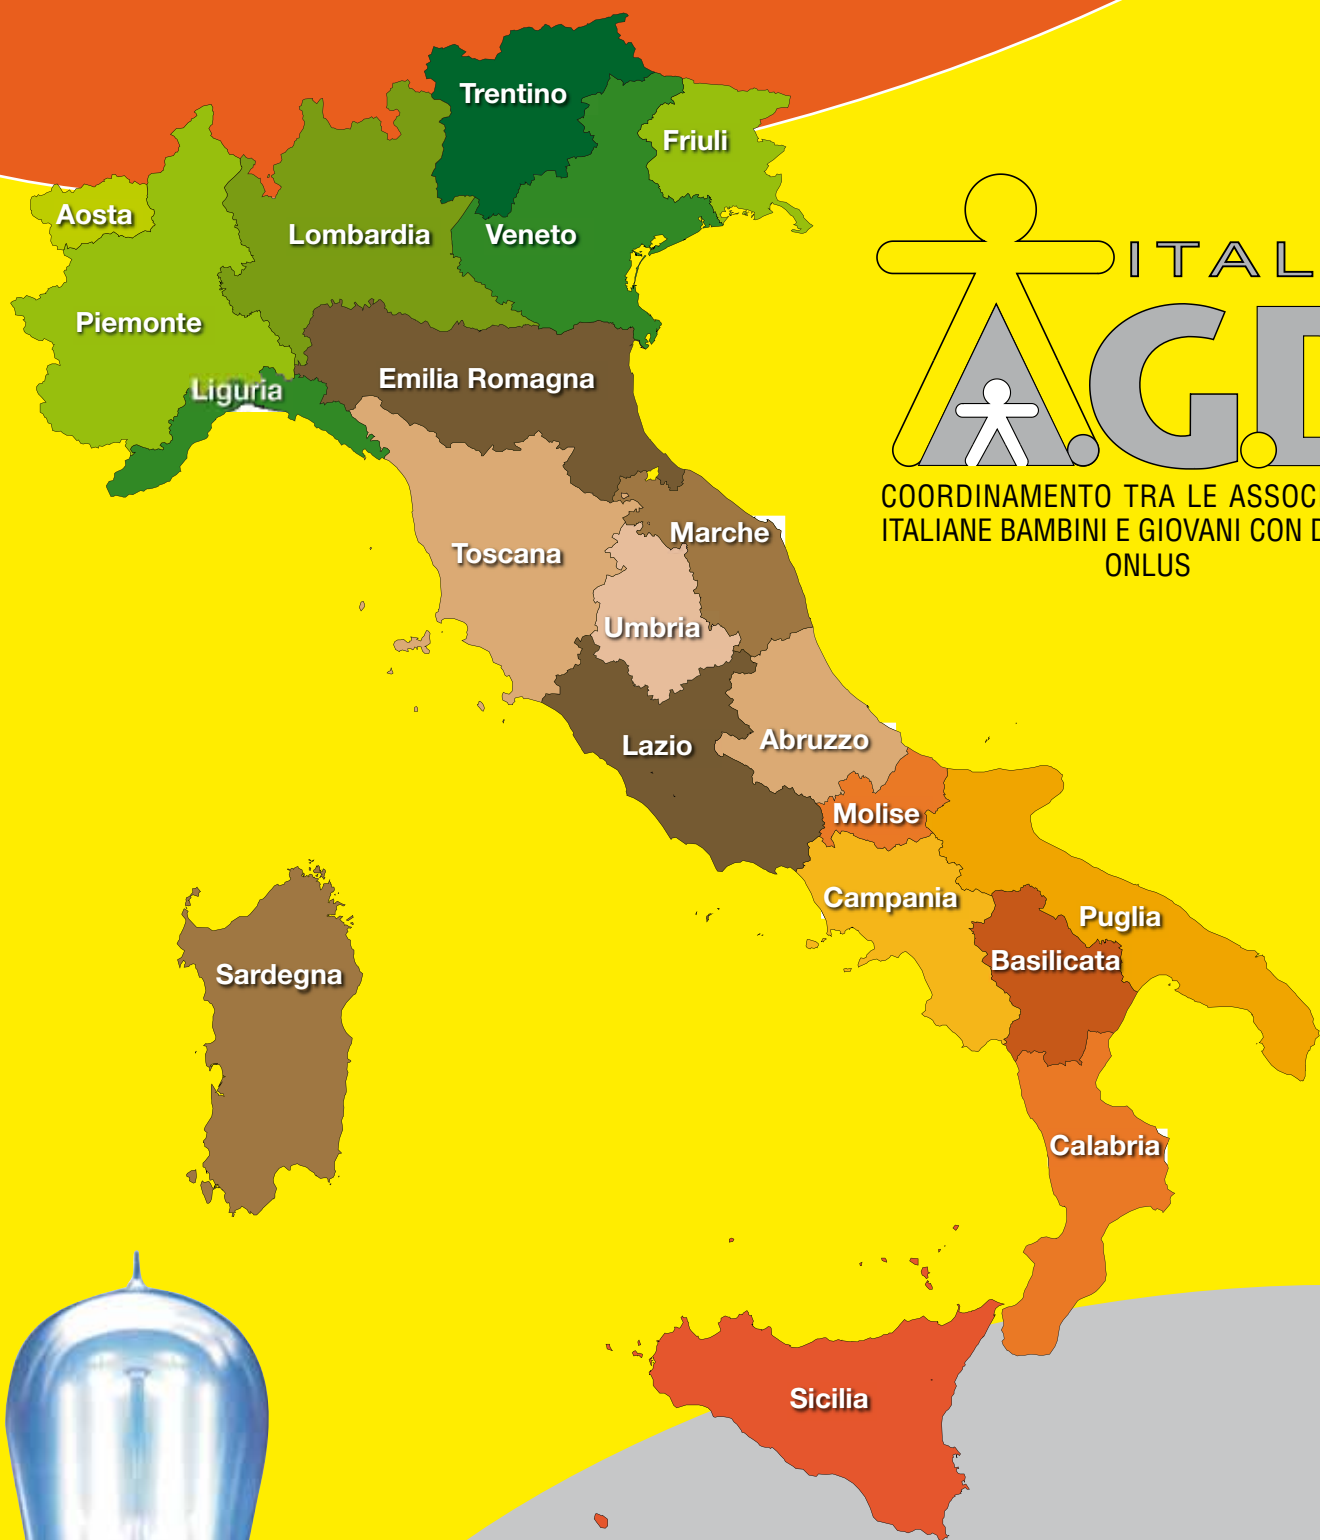 Trentino
Friuli
Aosta
Lombardia
Veneto
Piemonte
Liguria
Emilia Romagna
Toscana
Marche
Umbria
Lazio
Abruzzo
Molise
Campania
Puglia
Basilicata
Sardegna
Calabria
Sicilia
ITAL
A.G.D
COORDINAMENTO TRA LE ASSOC
ITALIANE BAMBINI E GIOVANI CON D
ONLUS